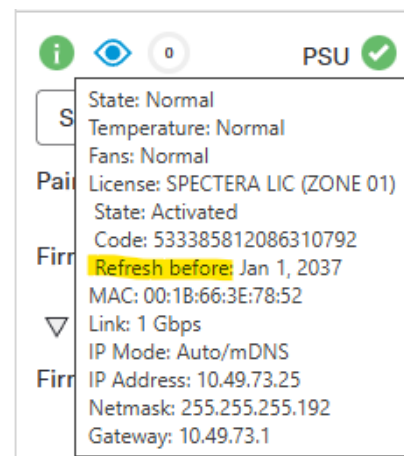 0
PSU
State: Normal
Temperature: Normal
Fans: Normal
License: SPECTERA LIC (ZONE 01)
State: Activated
Code: 533385812086310792
Refresh before: Jan 1, 2037
MAC: 00:1B:66:3E:78:52
Link: 1 Gbps
IP Mode: Auto/mDNS
IP Address: 10.49.73.25
Netmask: 255.255.255.192
Gateway: 10.49.73.1